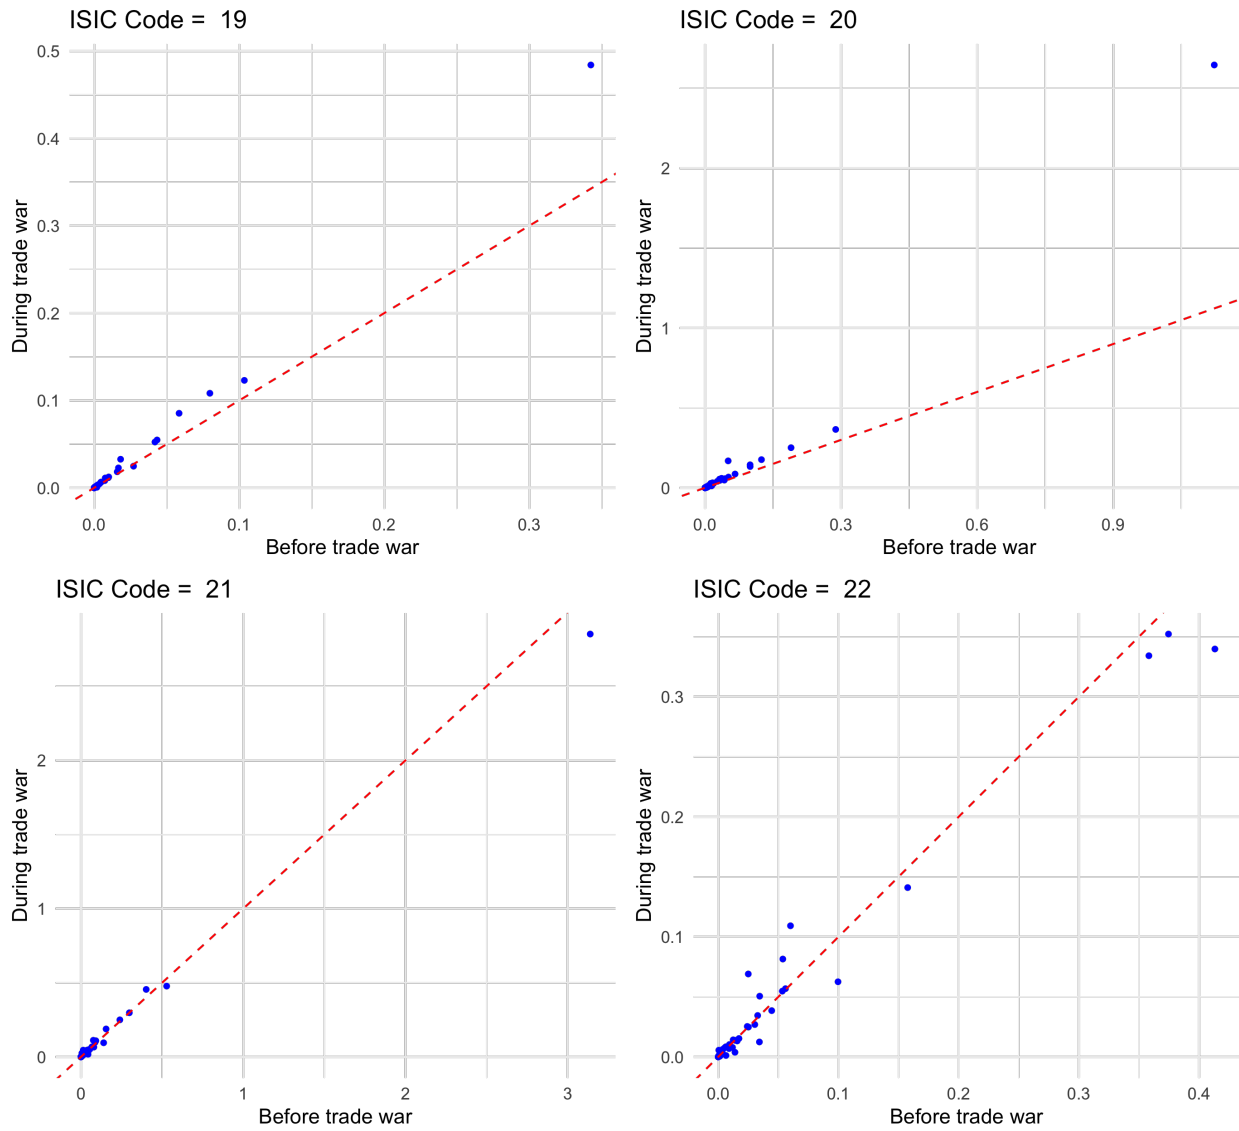 ISIC Code =  19
0.5
0.4
0.3
0.2
0.1
0.0
During trade war
0.0 0.1 0.2 0.3
Before trade war
ISIC Code =  20
2
1
0
During trade war
0.0 0.3 0.6 0.9
Before trade war
ISIC Code =  21
2
1
0
During trade war
0 1 2 3
Before trade war
ISIC Code =  22
0.3
0.2
0.1
0.0
During trade war
0.0 0.1 0.2 0.3 0.4
Before trade war